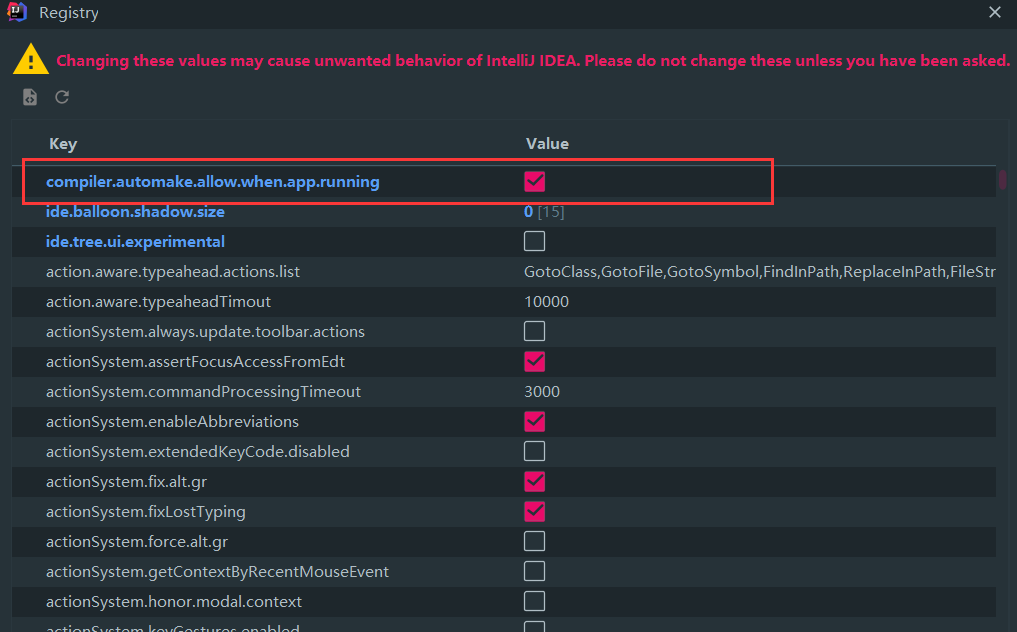 Registry
Changing these values may cause unwanted behavior of IntelliJ IDEA. Please do not change these unless you have been asked.
Key Value
compiler.automake.allow.when.app.running
ide.balloon.shadow.size 0 [15]
ide.tree.ui.experimental
action.aware.typeahead.actions.list GotoClass,GotoFile,GotoSymbol,FindInPath,ReplaceInPath,FileStr
action.aware.typeaheadTimout 10000
actionSystem.always.update.toolbar.actions
actionSystem.assertFocusAccessFromEdt
actionSystem.commandProcessingTimeout 3000
actionSystem.enableAbbreviations
actionSystem.extendedKeyCode.disabled
actionSystem.fix.alt.gr
actionSystem.fixLostTyping
actionSystem.force.alt.gr
actionSystem.getContextByRecentMouseEvent
actionSystem.honor.modal.context
actionSystem.keyGestures.enabled